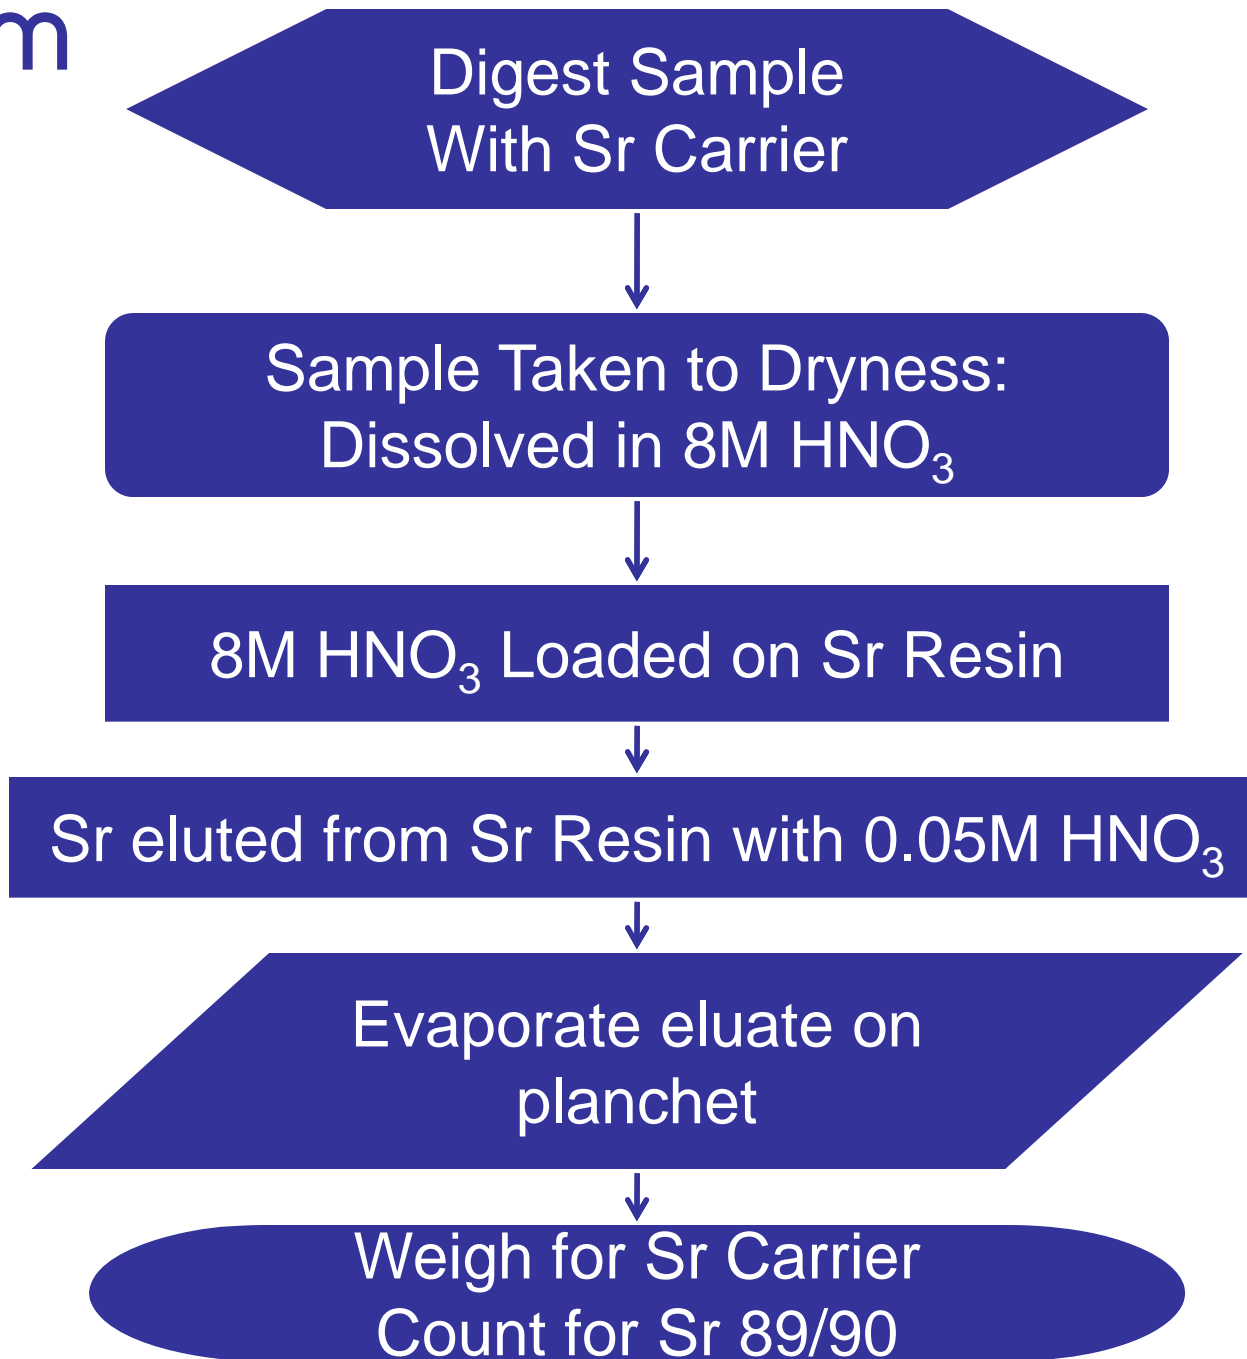 Digest Sample
With Sr Carrier
Sample Taken to Dryness:
Dissolved in 8M HNO₃
8M HNO₃ Loaded on Sr Resin
Sr eluted from Sr Resin with 0.05M HNO₃
Evaporate eluate on
planchet
Weigh for Sr Carrier
Count for Sr 89/90